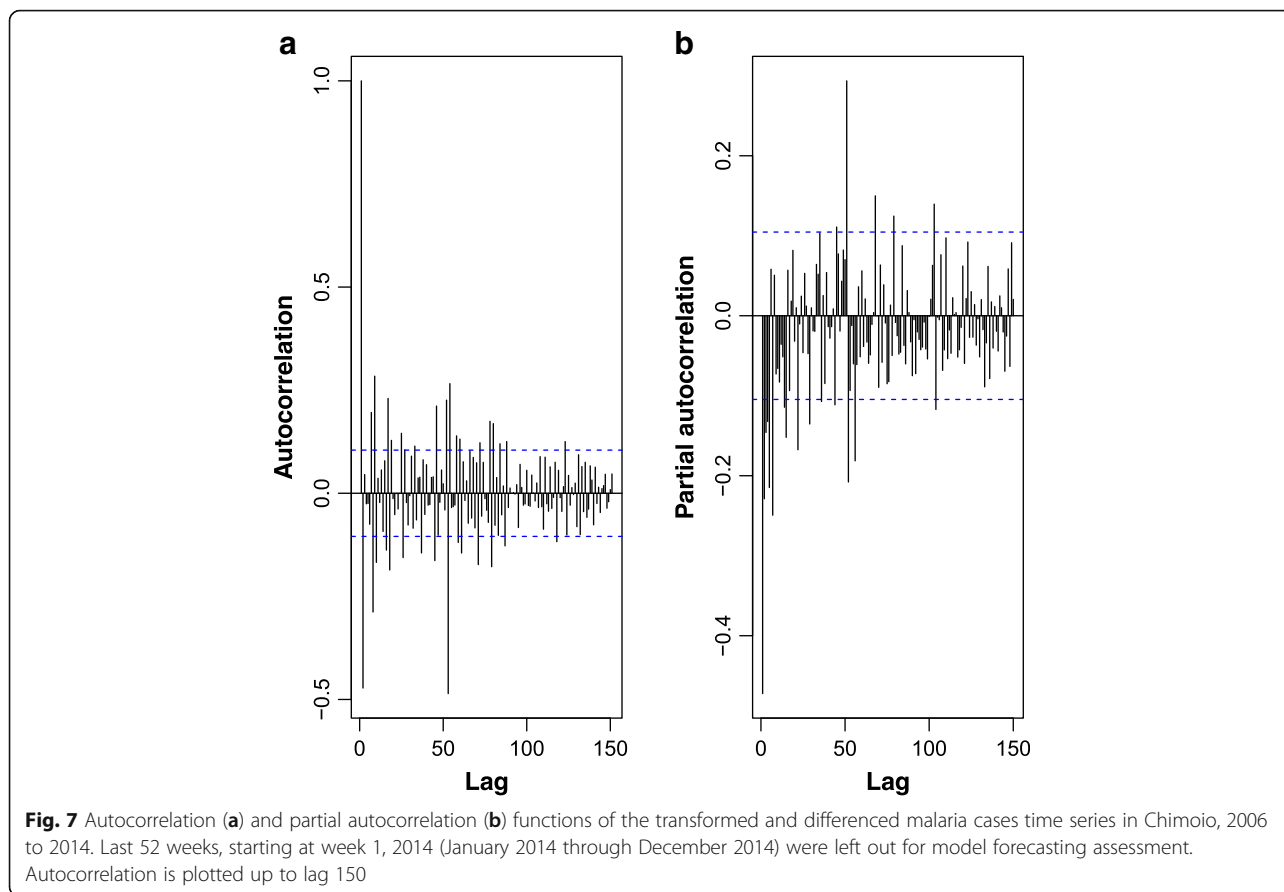 a
b
Autocorrelation
1.0
0.5
0.0
−0.5
0 50 100 150
Lag
Partial autocorrelation
0.2
0.0
−0.2
−0.4
0 50 100 150
Lag
Fig. 7 Autocorrelation (a) and partial autocorrelation (b) functions of the transformed and differenced malaria cases time series in Chimoio, 2006
to 2014. Last 52 weeks, starting at week 1, 2014 (January 2014 through December 2014) were left out for model forecasting assessment.
Autocorrelation is plotted up to lag 150